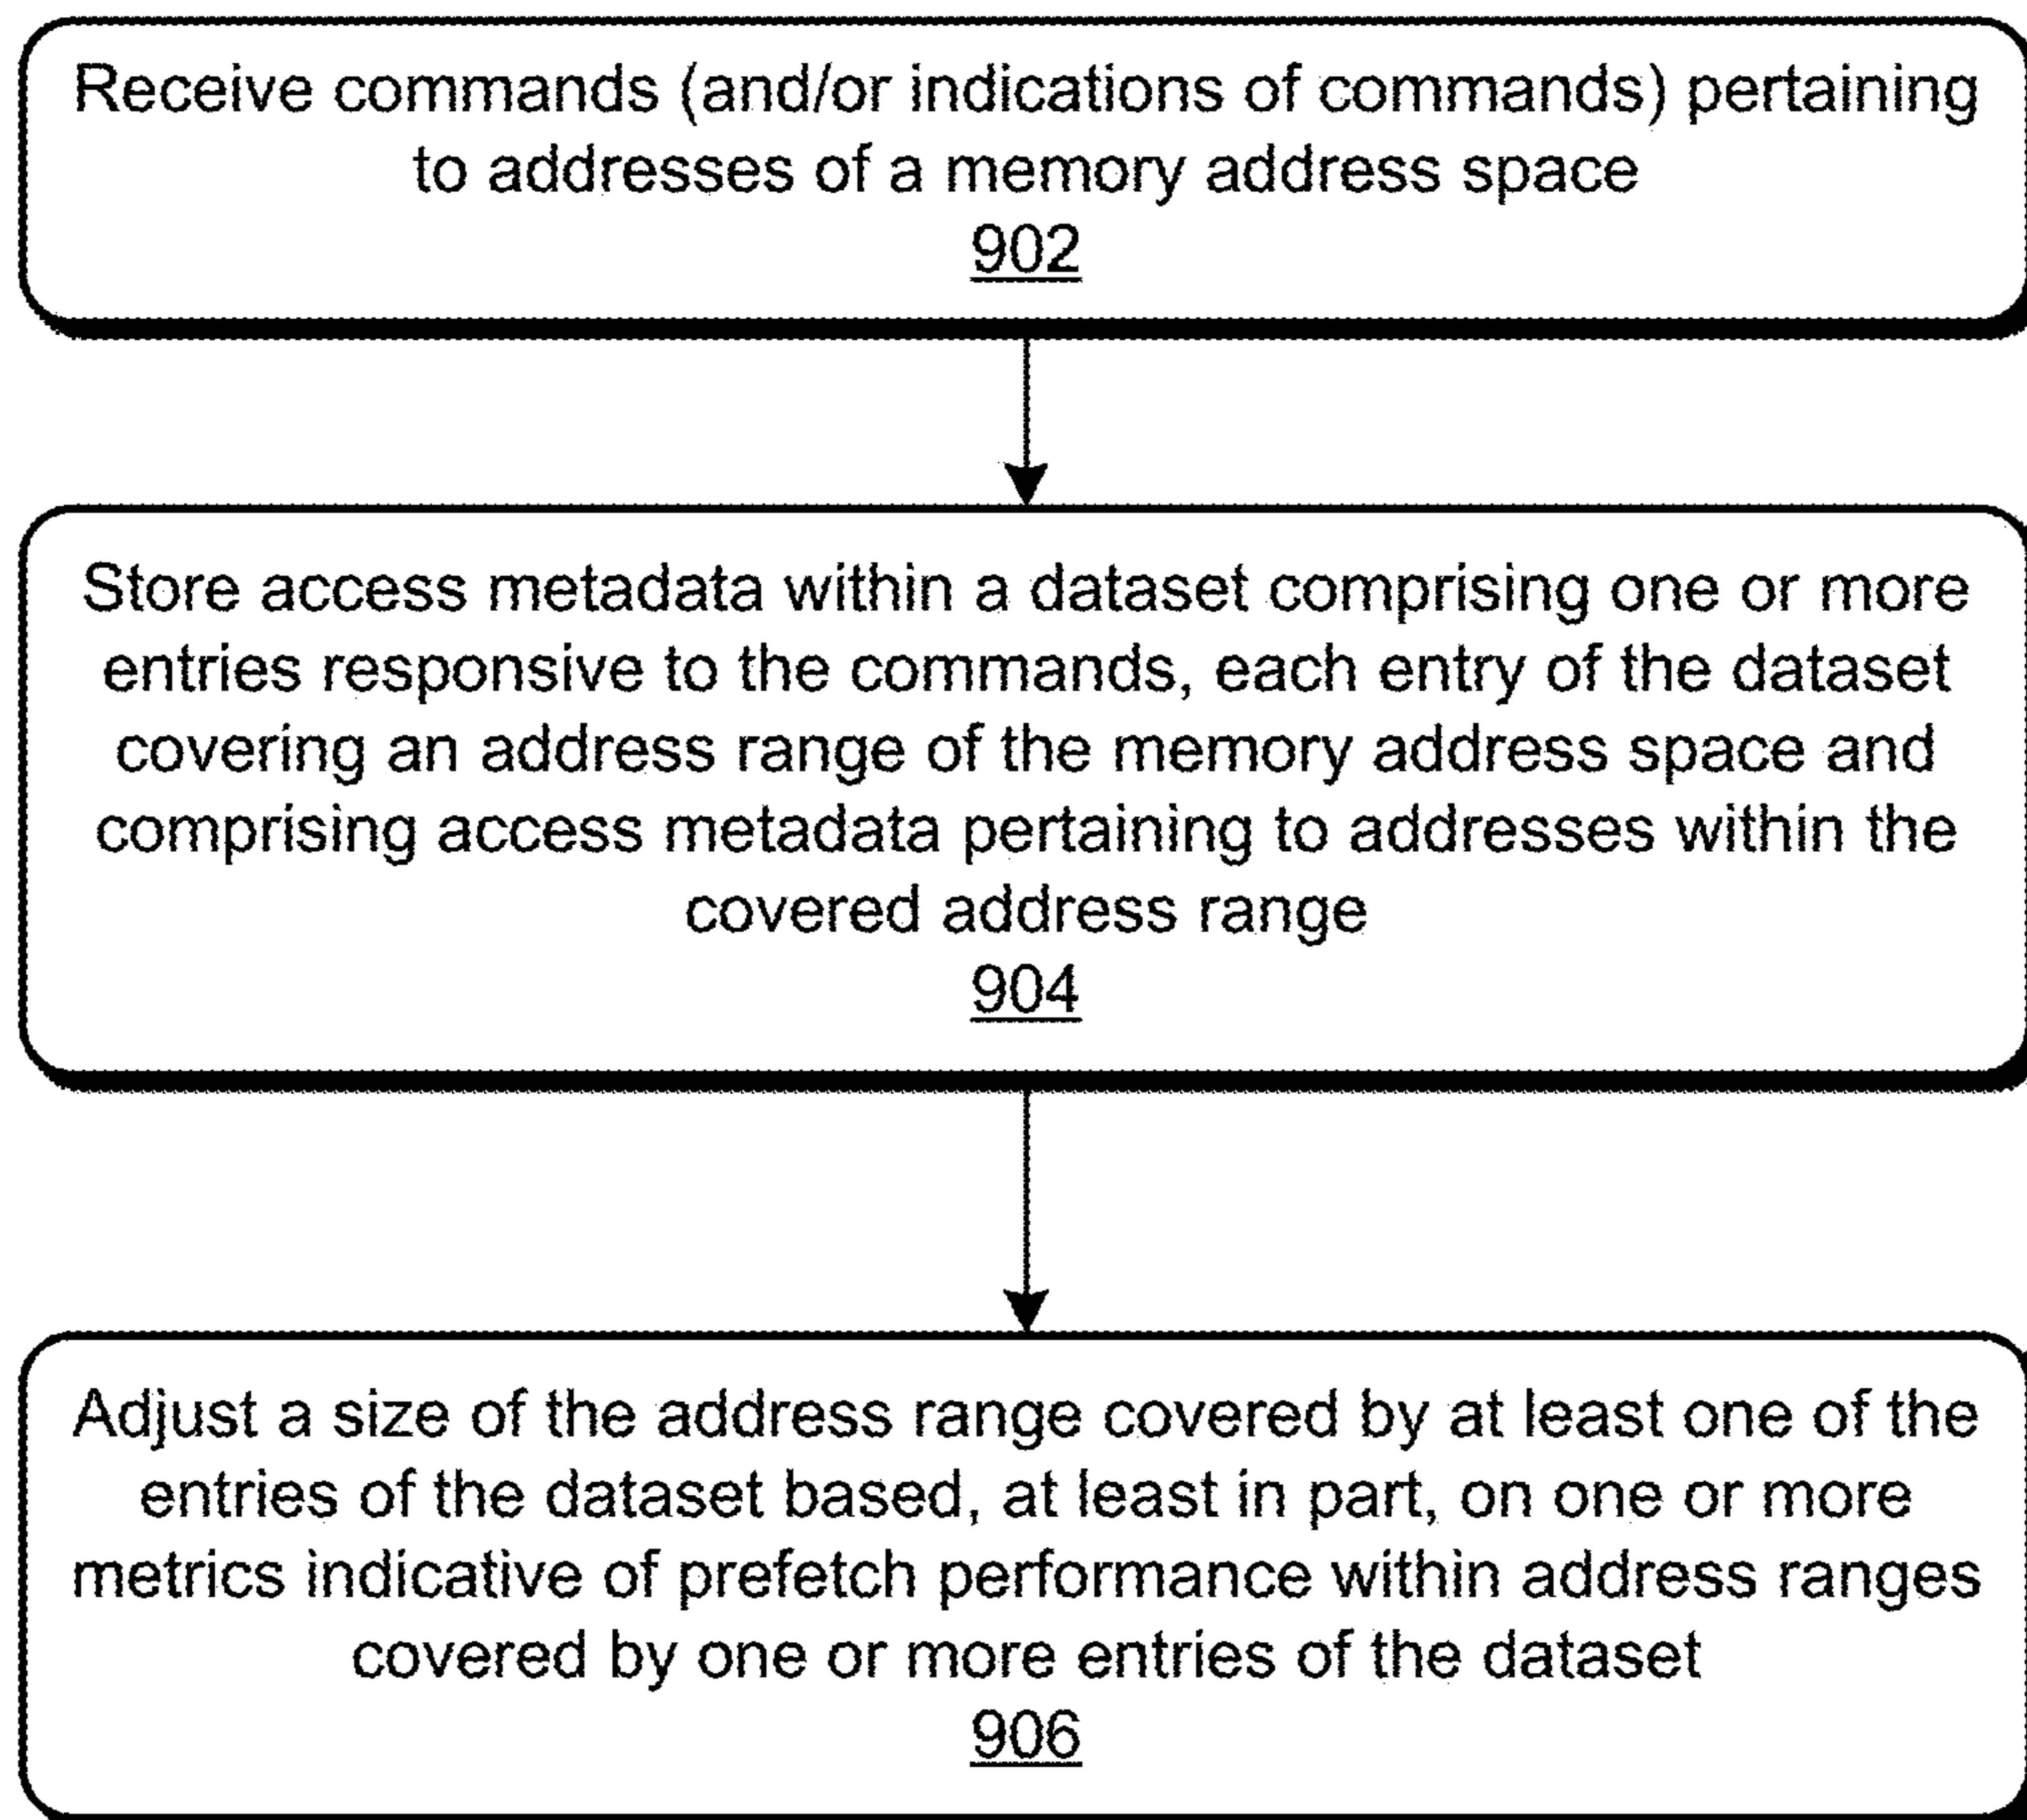 Receive commands (and/or indications of commands) pertaining
to addresses of a memory address space
902
Store access metadata within a dataset comprising one or more
entries responsive to the commands, each entry of the dataset
covering an address range of the memory address space and
comprising access metadata pertaining to addresses within the
covered address range
904
Adjust a size of the address range covered by at least one of the
entries of the dataset based, at least in part, on one or more
metrics indicative of prefetch performance within address ranges
covered by one or more entries of the dataset
906